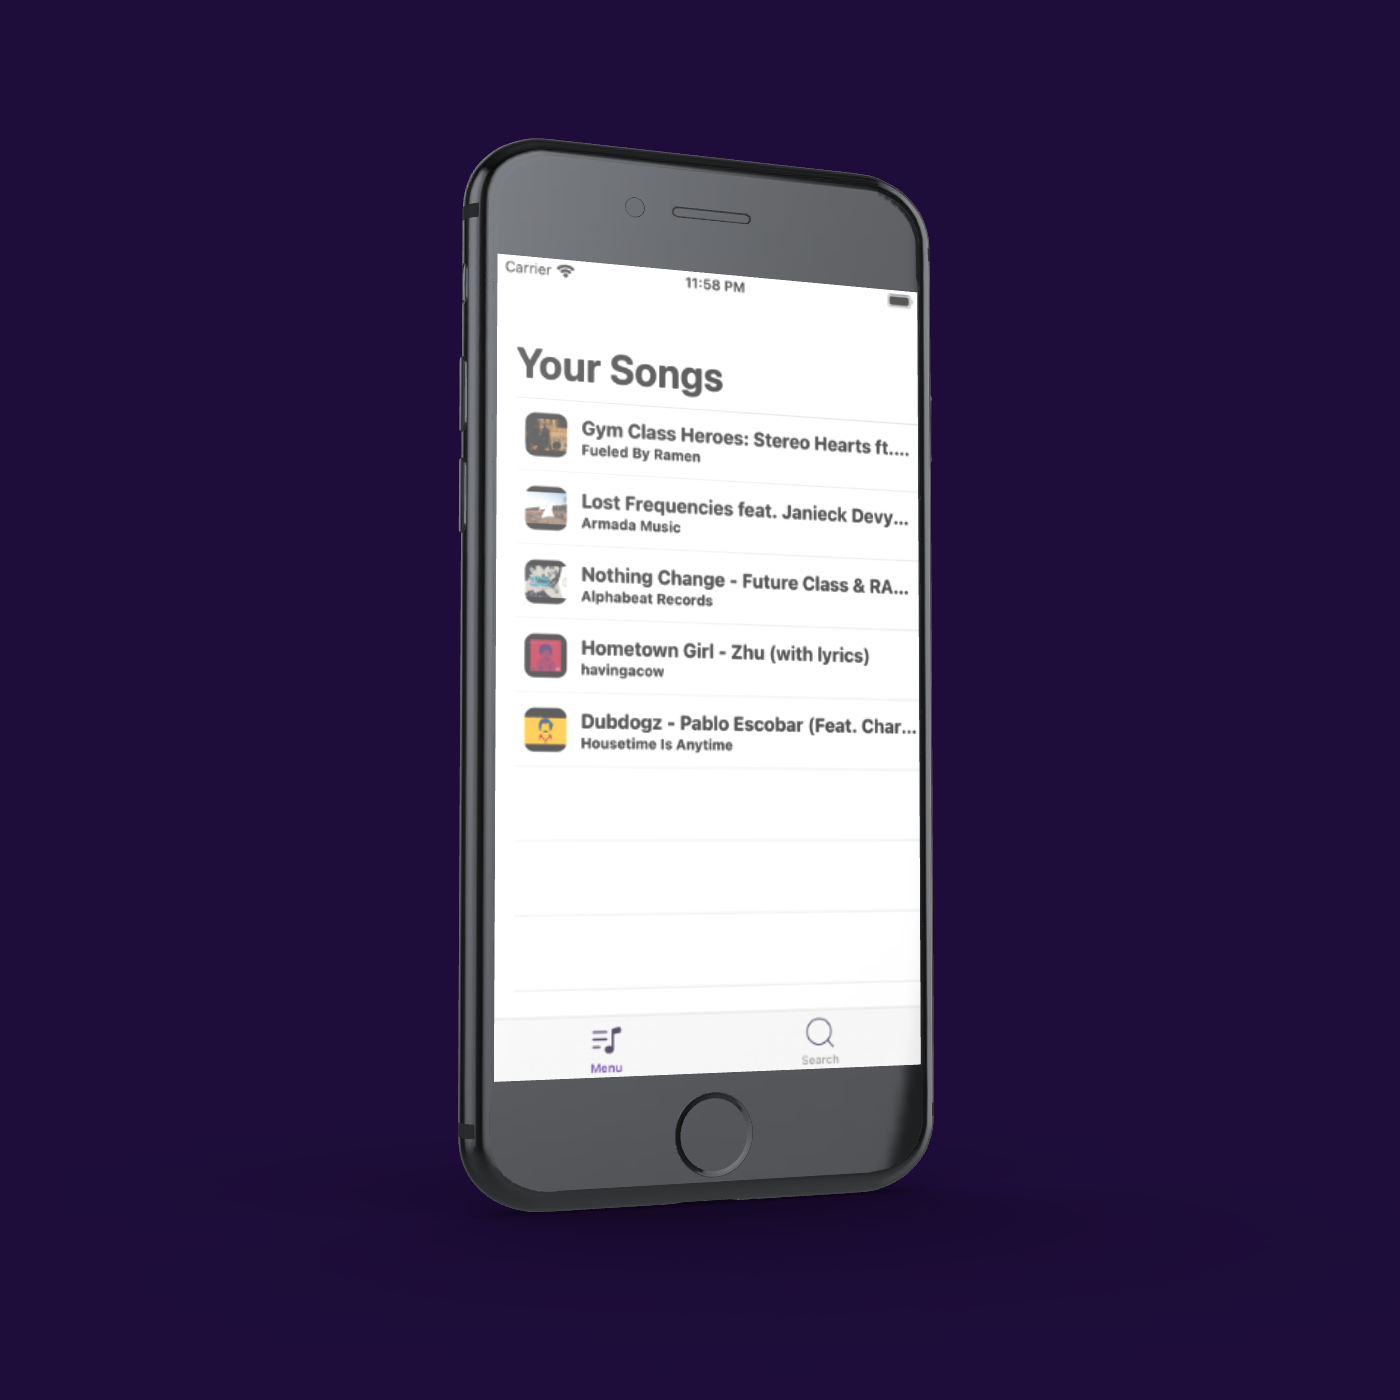 Carrier
11:58 PM
Your Songs
Gym Class Heroes: Stereo Hearts ft....
Fueled By Ramen
Lost Frequencies feat. Janieck Devy...
Armada Music
Nothing Change - Future Class & RA...
Alphabeat Records
Hometown Girl - Zhu (with lyrics)
havingacow
Dubdogz - Pablo Escobar (Feat. Char...
Housetime Is Anytime
Menu
Search